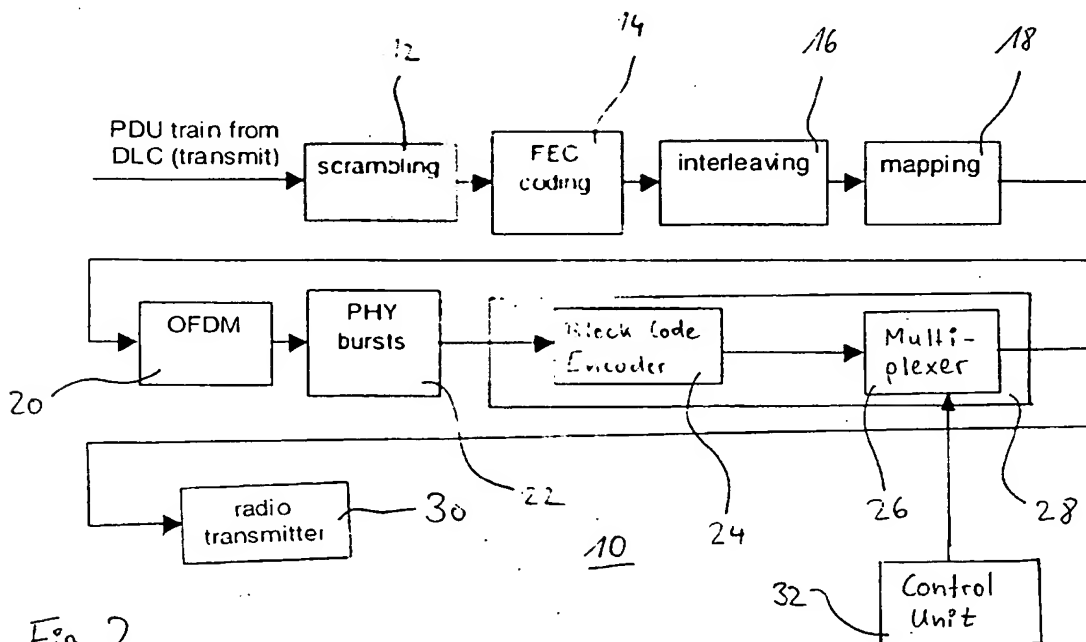 12
14
16
18
PDU train from
DLC (transmit)
scrambling
FEC
coding
interleaving
mapping
OFDM
PHY
bursts
Block Code
Encoder
Multi-
plexer
20
22
24
26
28
radio
transmitter
30
10
32
Control
Unit
Fig. 2